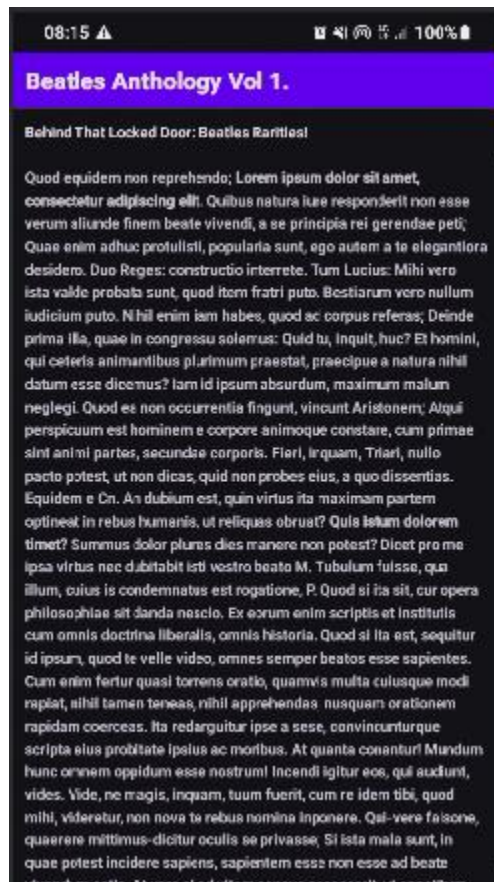 08:15
100%
Beatles Anthology Vol 1.
Behind That Locked Door: Beatles Rarities!
Quod equidem non reprehendo; Lorem ipsum dolor sit amet,
consectetur adipiscing elit. Quibus natura iure responderit non esse
verum aliunde finem beate vivendi, a se principia rei gerendae peti;
Quae enim adhuc protulisti, popularia sunt, ego autem a te elegantiora
desidero. Duo Reges: constructio interrete. Tum Lucius: Mihi vero
ista valde probata sunt, quod item fratri puto. Bestiarum vero nullum
iudicium puto. Nihil enim iam habes, quod ad corpus referas; Deinde
prima illa, quae in congressu solemus: Quid tu, inquit, huc? Et homini,
qui ceteris animantibus plurimum praestat, praecipue a natura nihil
datum esse dicemus? Iam id ipsum absurdum, maximum malum
neglegi. Quod ea non occurrentia fingunt, vincunt Aristonem; Atqui
perspicuum est hominem e corpore animoque constare, cum primae
sint animi partes, secundae corporis. Fieri, inquam, Triari, nullo
pacto potest, ut non dicas, quid non probes eius, a quo dissentias.
Equidem e Cn. An dubium est, quin virtus ita maximam partem
optineat in rebus humanis, ut reliquas obruat? Quis istum dolorem
timet? Summus dolor plures dies manere non potest? Dicet pro me
ipsa virtus nec dubitabit isti vestro beato M. Tubulum fuisse, qua
illum, cuius is condemnatus est rogatione, P. Quod si ita sit, cur opera
philosophiae sit danda nescio. Ex eorum enim scriptis et institutis
cum omnis doctrina liberalis, omnis historia. Quod si ita est, sequitur
id ipsum, quod te velle video, omnes semper beatos esse sapientes.
Cum enim fertur quasi torrens oratio, quamvis multa cuiusque modi
rapiat, nihil tamen teneas, nihil apprehendas nusquam orationem
rapidam coerceas. Ita redarguitur ipse a sese, convincunturque
scripta eius probitate ipsius ac moribus. At quanta conantur! Mundum
hunc omnem oppidum esse nostrum! Incendi igitur eos, qui audiunt,
vides. Vide, ne magis, inquam, tuum fuerit, cum re idem tibi, quod
mihi, videretur, non nova te rebus nomina inponere. Qui-vere falsone,
quaerere mittimus-dicitur oculis se privasse; Si ista mala sunt, in
quae potest incidere sapiens, sapientem esse non esse ad beate